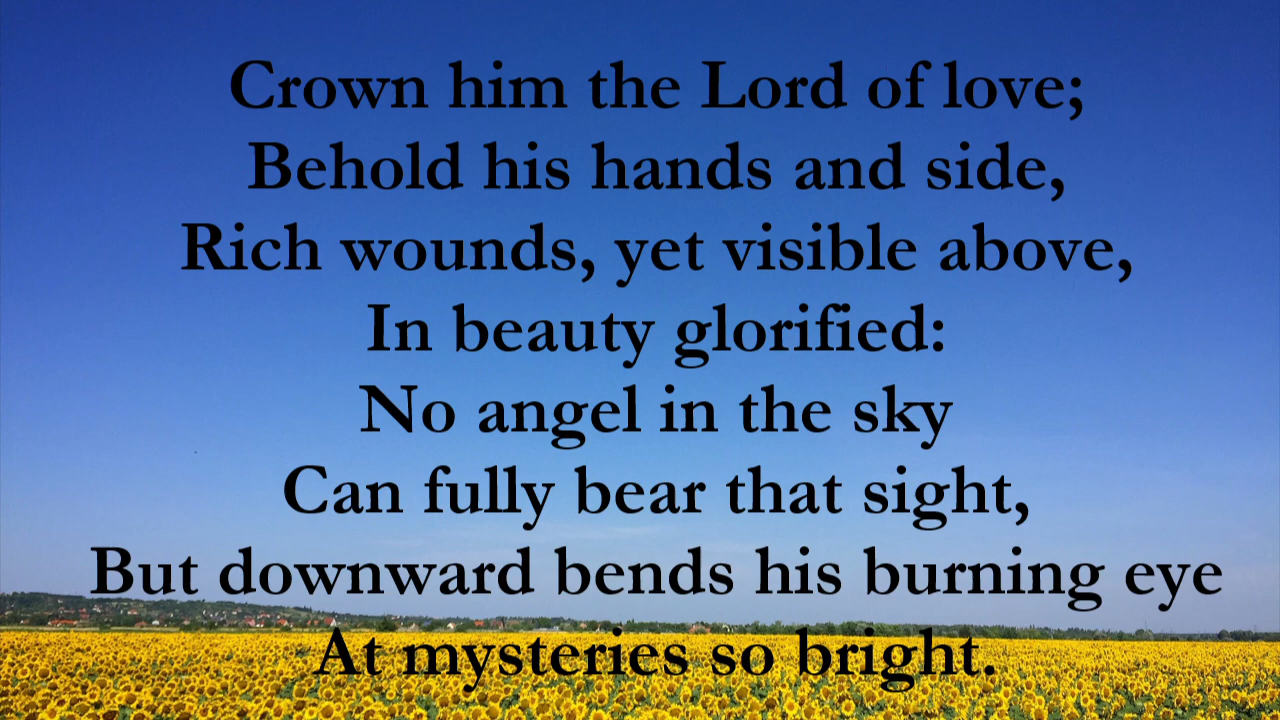 Crown him the Lord of love;
Behold his hands and side,
Rich wounds, yet visible above,
In beauty glorified:
No angel in the sky
Can fully bear that sight,
But downward bends his burning eye
At mysteries so bright.